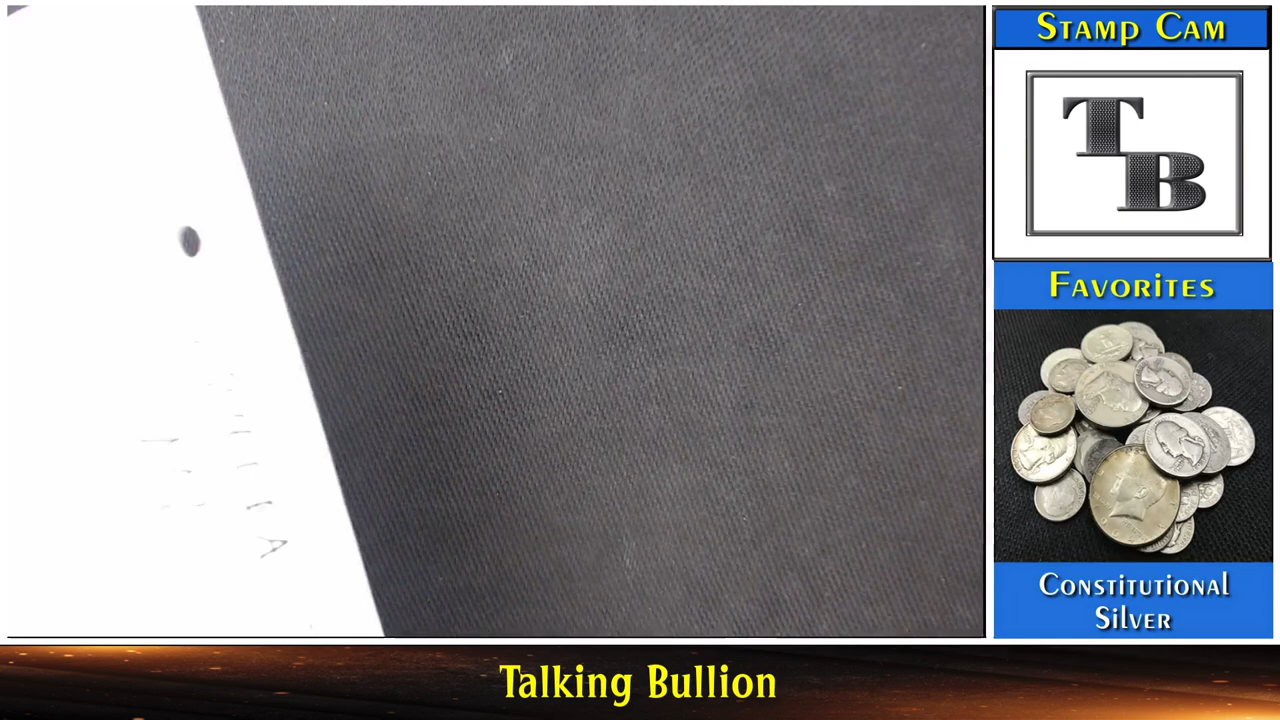 Stamp Cam
TB
Favorites
Constitutional
Silver
Talking Bullion